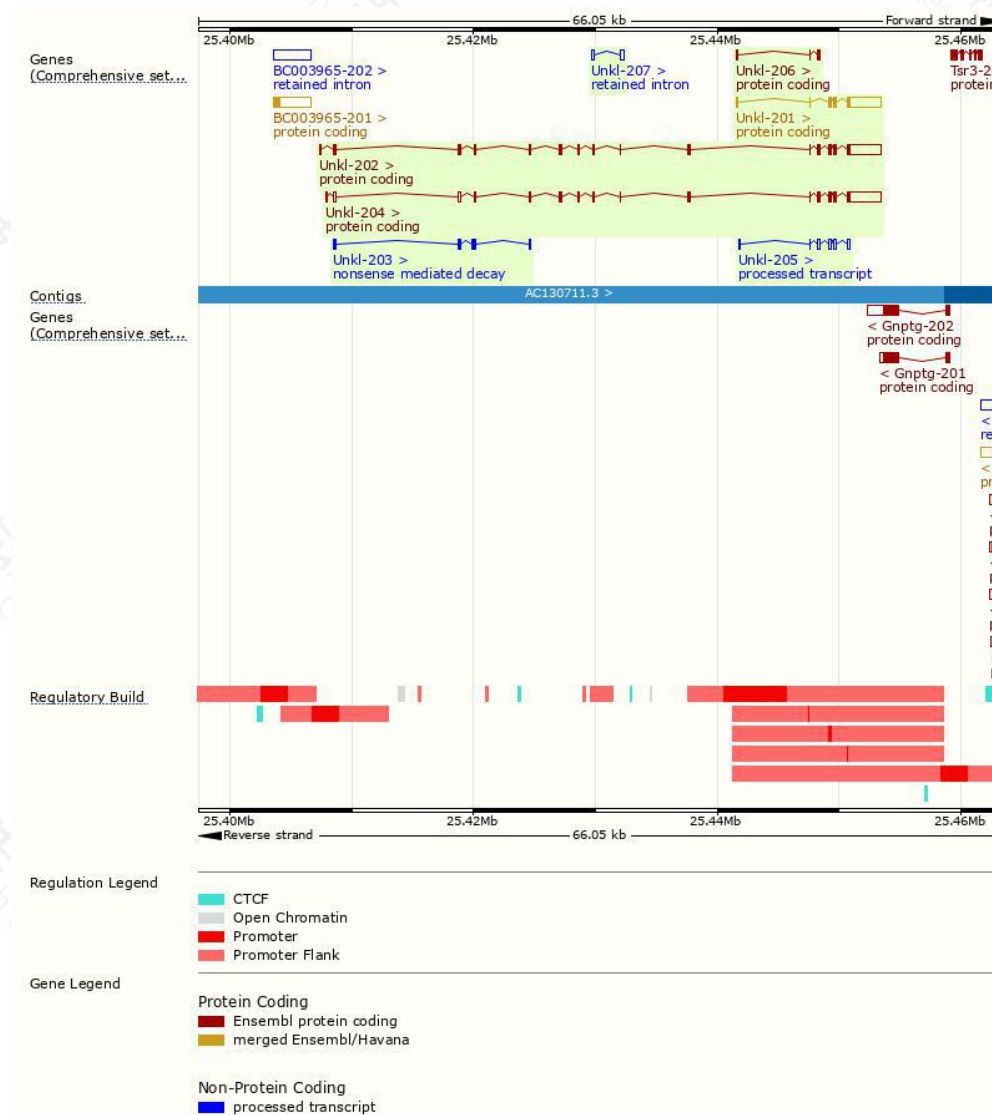 66.05 kb Forward strand
25.40Mb 25.42Mb 25.44Mb 25.46Mb
Genes
(Comprehensive set...
BC003965-202 >
retained intron
Unkl-207 >
retained intron
Unkl-206 >
protein coding
Tsr3-2
protein
BC003965-201 >
protein coding
Unkl-201 >
protein coding
Unkl-202 >
protein coding
Unkl-204 >
protein coding
Unkl-203 >
nonsense mediated decay
Unkl-205 >
processed transcript
Contigs
AC130711.3 >
Genes
(Comprehensive set...
< Gnptg-202
protein coding
< Gnptg-201
protein coding
<
re
<
pr
Regulatory Build
25.40Mb 25.42Mb 25.44Mb 25.46Mb
Reverse strand 66.05 kb
Regulation Legend
CTCF
Open Chromatin
Promoter
Promoter Flank
Gene Legend
Protein Coding
Ensembl protein coding
merged Ensembl/Havana
Non-Protein Coding
processed transcript